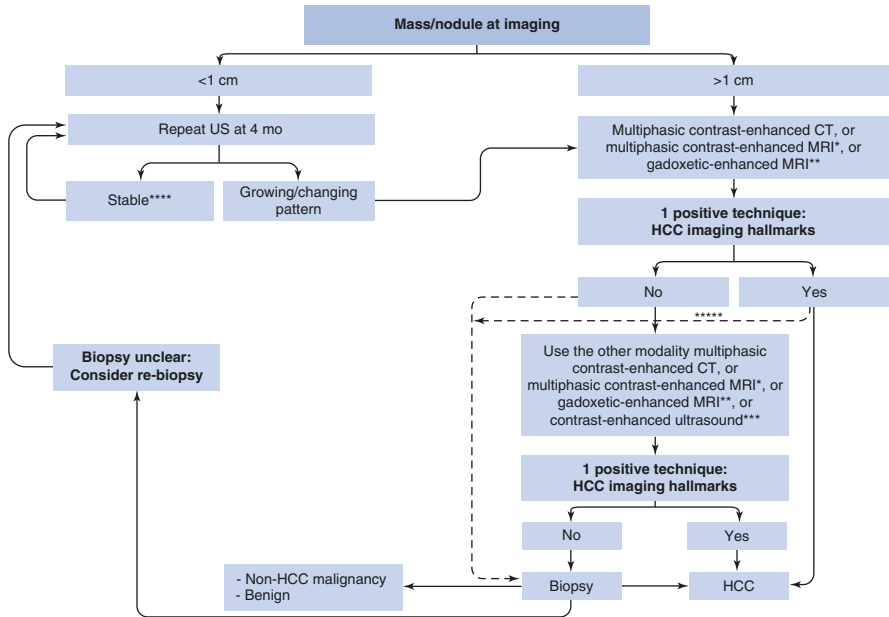 Mass/nodule at imaging
<1 cm
>1 cm
Repeat US at 4 mo
Multiphasic contrast-enhanced CT, or
multiphasic contrast-enhanced MRI*, or
gadoxetic-enhanced MRI**
Stable****
Growing/changing
pattern
1 positive technique:
HCC imaging hallmarks
No
Yes
*****
Use the other modality multiphasic
contrast-enhanced CT, or
multiphasic contrast-enhanced MRI*, or
gadoxetic-enhanced MRI**, or
contrast-enhanced ultrasound***
Biopsy unclear:
Consider re-biopsy
1 positive technique:
HCC imaging hallmarks
No
Yes
- Non-HCC malignancy
- Benign
Biopsy
HCC